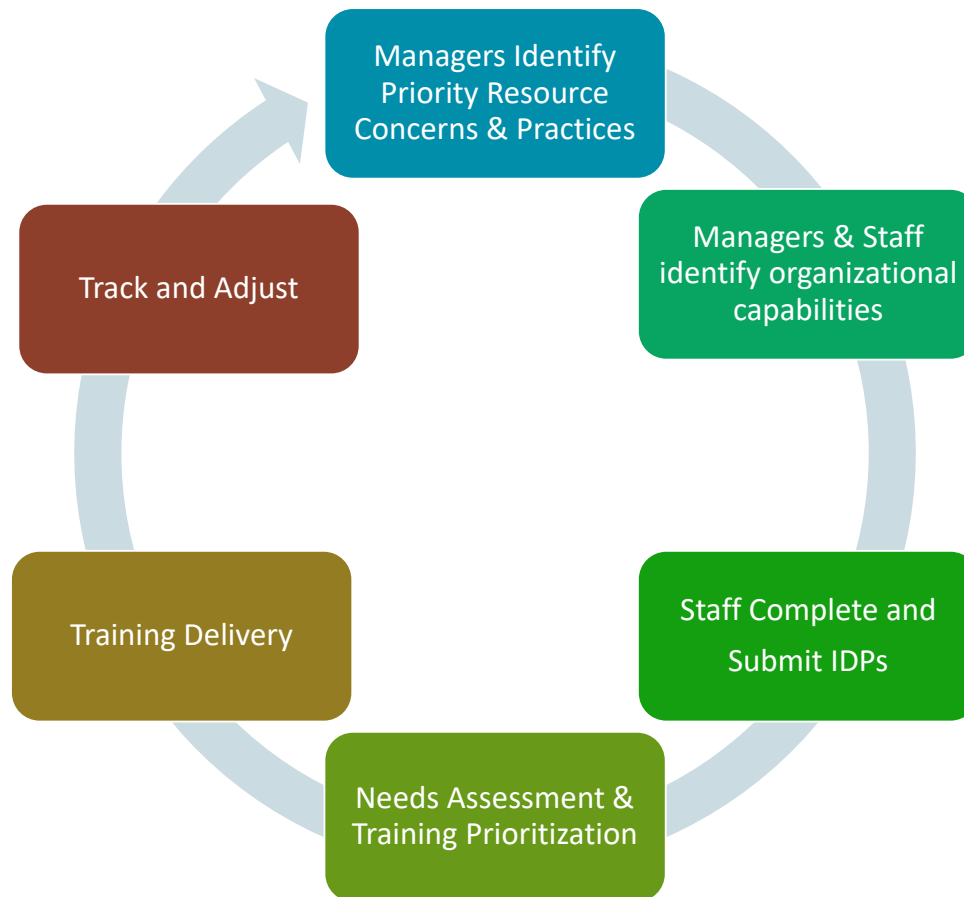 Managers Identify
Priority Resource
Concerns & Practices
Managers & Staff
identify organizational
capabilities
Staff Complete and
Submit IDPs
Needs Assessment &
Training Prioritization
Training Delivery
Track and Adjust